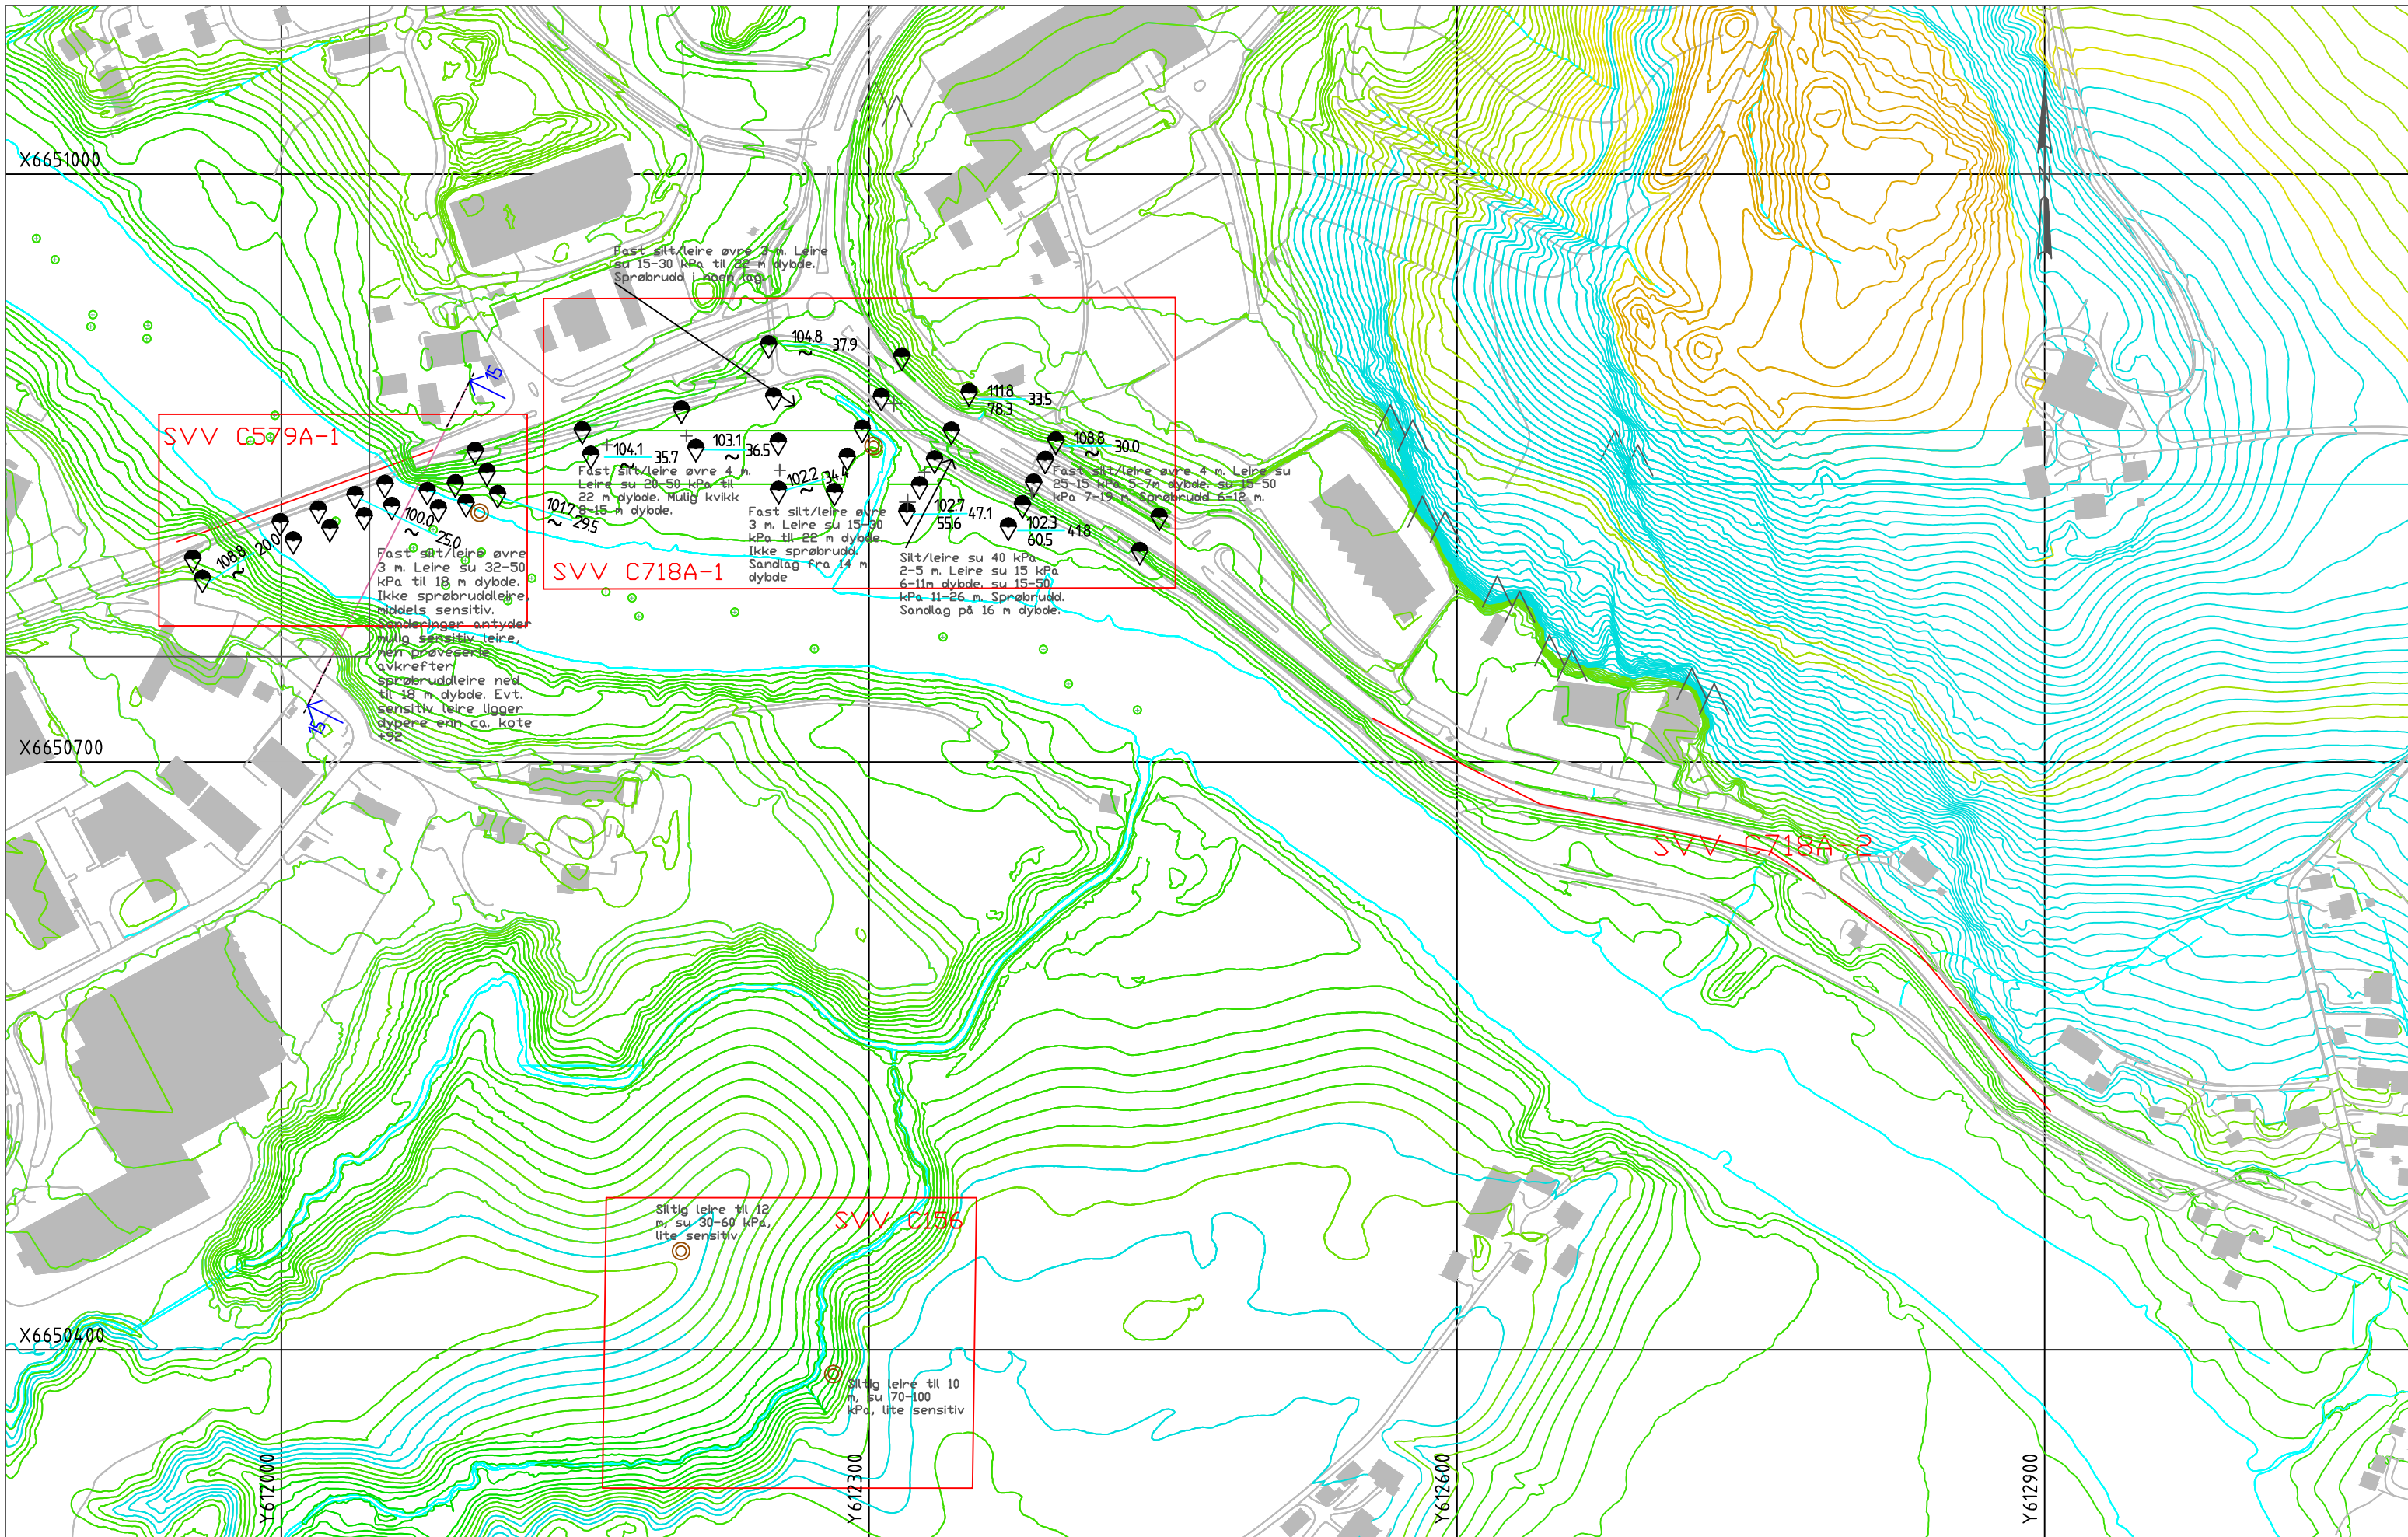 X6651000
N
Fast silt/leire øvre 3 m. Leire
su 15-30 kPa til 22 m dybde.
Sprøbrudd i noen lag.
104.8
37.9
15
111.8
78.3
33.5
SVV C579A-1
104.1
35.7
103.1
36.5
108.8
30.0
Fast silt/leire øvre 4 m.
Leire su 20-50 kPa til
22 m dybde. Mulig kvikk
8-15 m dybde.
102.2
34.4
Fast silt/leire øvre 4 m. Leire su
25-15 kPa 5-7m dybde. su 15-50
kPa 7-19 m. Sprøbrudd 6-12 m.
101.7
29.5
100.0
25.0
108.8
20.0
Fast silt/leire øvre
3 m. Leire su 15-30
kPa til 22 m dybde.
Ikke sprøbrudd.
Sandlag fra 14 m
dybde
102.7
55.6
47.1
102.3
60.5
41.8
SVV C718A-1
Silt/leire su 40 kPa
2-5 m. Leire su 15 kPa
6-11m dybde. su 15-50
kPa 11-26 m. Sprøbrudd.
Sandlag på 16 m dybde.
Fast silt/leire øvre
3 m. Leire su 32-50
kPa til 18 m dybde.
Ikke sprøbruddleire,
middels sensitiv.
Sonderinger antyder
mulig sensitiv leire,
men prøveserie
avkrefter
sprøbruddleire ned
til 18 m dybde. Evt.
sensitiv leire ligger
dypere enn ca. kote
+92
15
X6650700
SVV C718A-2
Siltig leire til 12
m, su 30-60 kPa,
lite sensitiv
SVV C156
X6650400
Siltig leire til 10
m, su 70-100
kPa, lite sensitiv
Y612000
Y612300
Y612600
Y612900